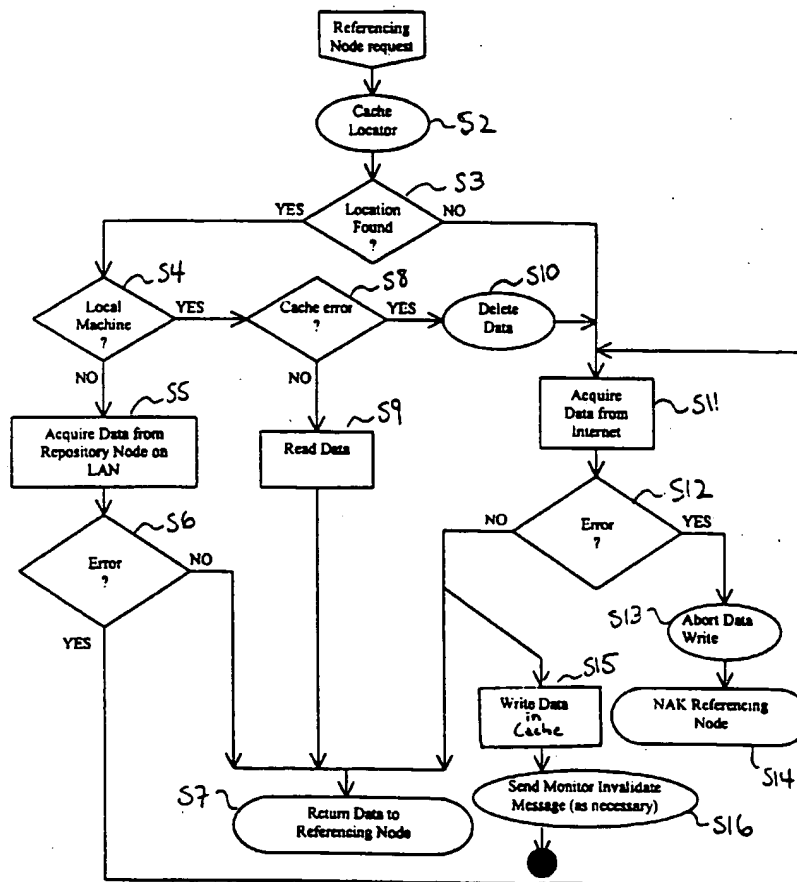 Referencing
Node request
Cache
Locator
S2
S3
YES
Location
Found
?
NO
S4
Local
Machine
?
YES
S8
Cache error
?
YES
S10
Delete
Data
NO
NO
S5
Acquire Data from
Repository Node on
LAN
S9
Read Data
Acquire
Data from
Internet
S11
S6
Error
?
NO
YES
NO
S12
Error
?
YES
S13
Abort Data
Write
S15
Write Data
in
Cache
NAK Referencing
Node
S14
S7
Return Data to
Referencing Node
Send Monitor Invalidate
Message (as necessary)
S16